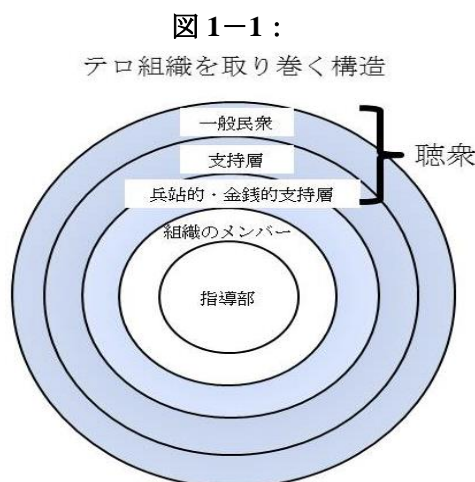 図 1－1：
テロ組織を取り巻く構造
一般民衆
支持層
聴衆
兵站的・金銭的支持層
組織のメンバー
指導部